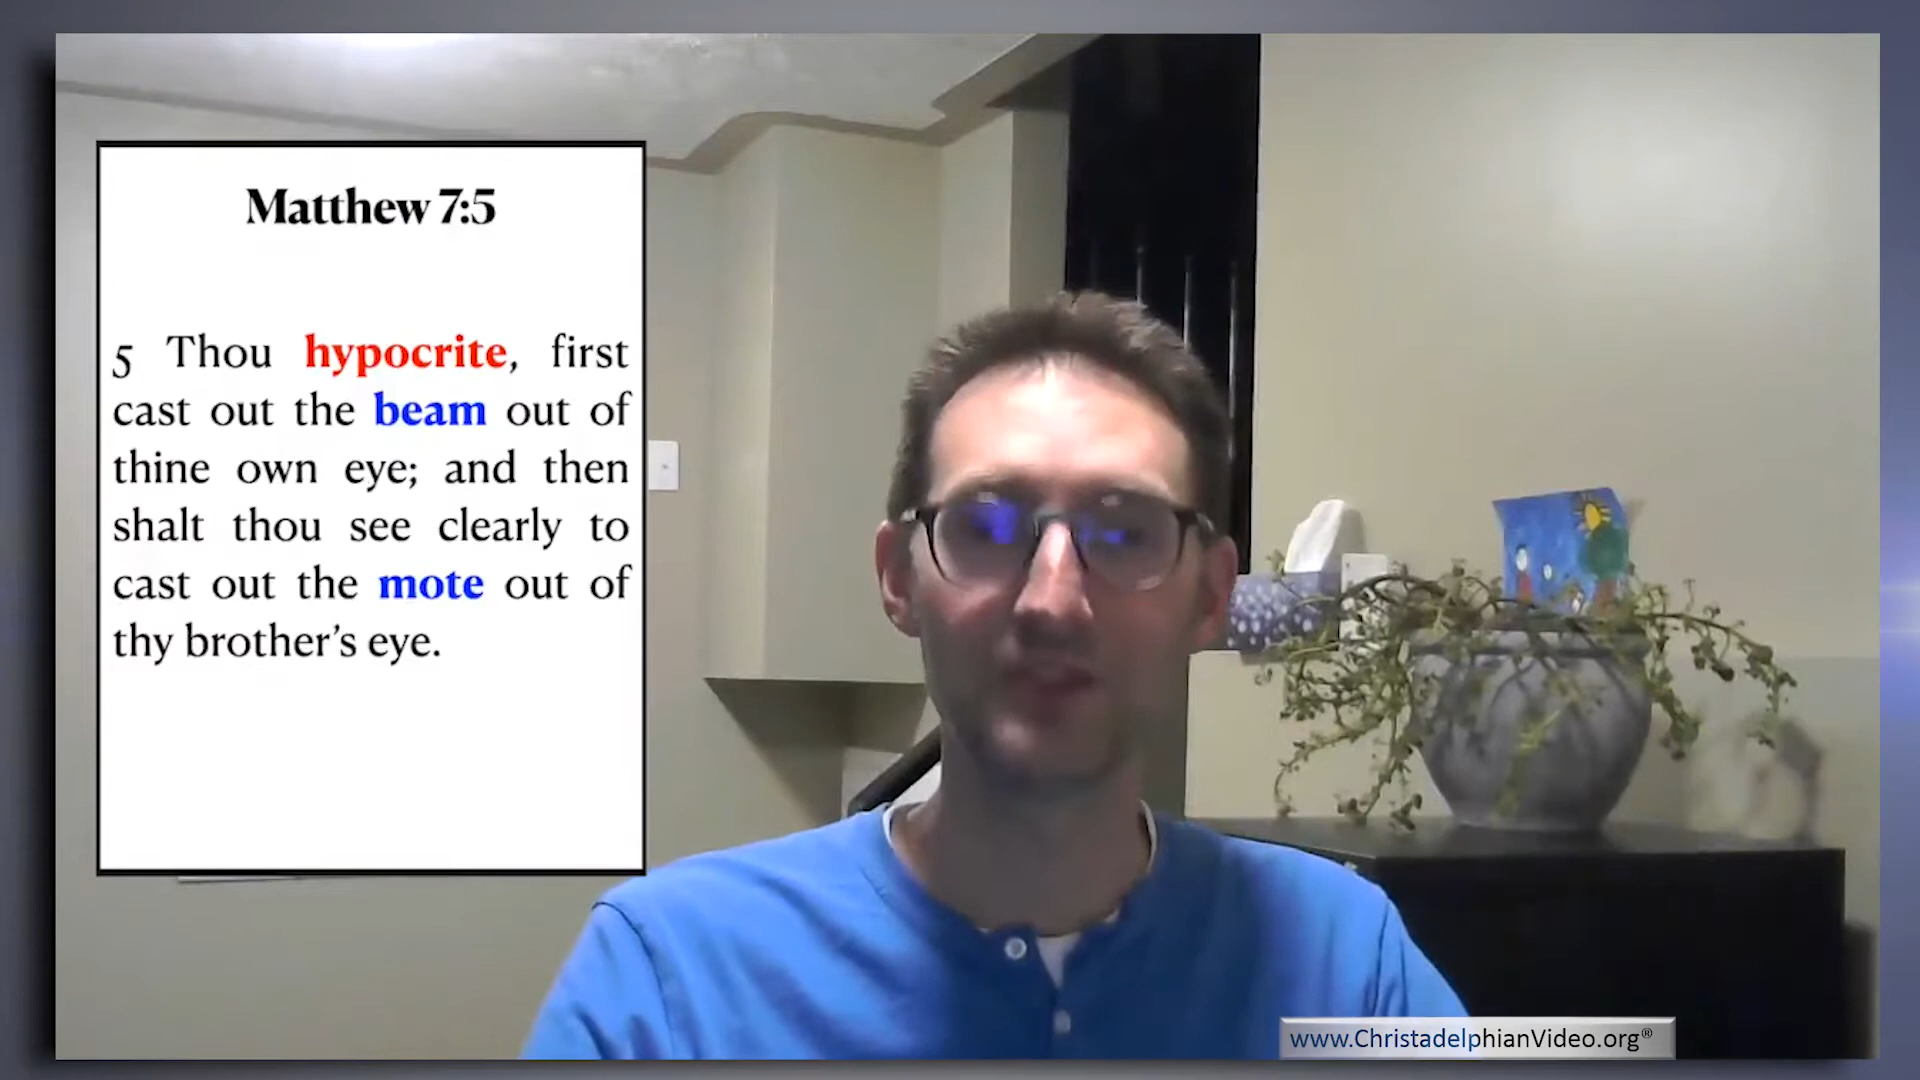 Matthew 7:5
5 Thou hypocrite, first
cast out the beam out of
thine own eye; and then
shalt thou see clearly to
cast out the mote out of
thy brother's eye.
www.ChristadelphianVideo.org®